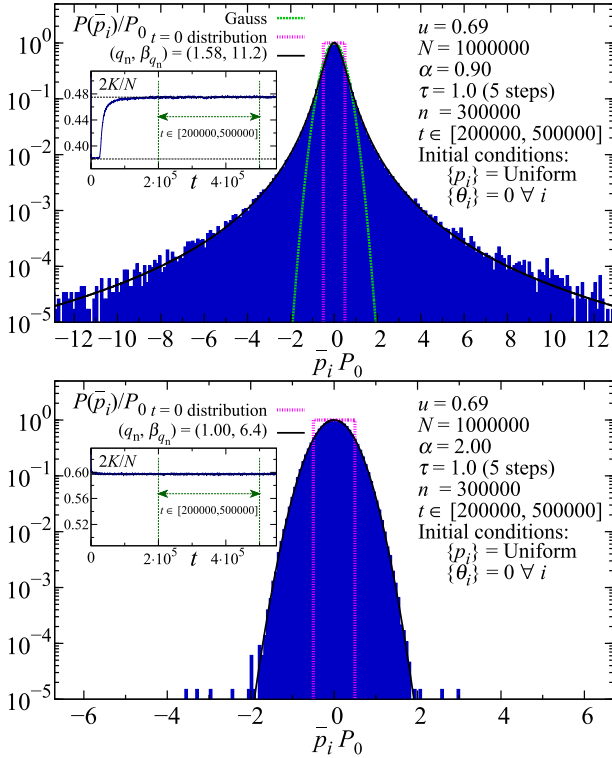 P(p̄ᵢ)/P₀
Gauss
t = 0 distribution
(qₙ, β_qₙ) = (1.58, 11.2)
u = 0.69
N = 1000000
α = 0.90
τ = 1.0 (5 steps)
n = 300000
t ∈ [200000, 500000]
Initial conditions:
{pᵢ} = Uniform
{θᵢ} = 0 ∀ i
10⁰
10⁻¹
10⁻²
10⁻³
10⁻⁴
10⁻⁵
2K/N
0.48
0.44
0.40
t ∈ [200000,500000]
0 2·10⁵ t 4·10⁵
−12 −10 −8 −6 −4 −2 0 2 4 6 8 10 12
p̄ᵢ P₀
P(p̄ᵢ)/P₀
t = 0 distribution
(qₙ, β_qₙ) = (1.00, 6.4)
u = 0.69
N = 1000000
α = 2.00
τ = 1.0 (5 steps)
n = 300000
t ∈ [200000, 500000]
Initial conditions:
{pᵢ} = Uniform
{θᵢ} = 0 ∀ i
10⁰
10⁻¹
10⁻²
10⁻³
10⁻⁴
10⁻⁵
2K/N
0.60
0.56
0.52
t ∈ [200000,500000]
0 2·10⁵ t 4·10⁵
−6 −4 −2 0 2 4 6
p̄ᵢ P₀